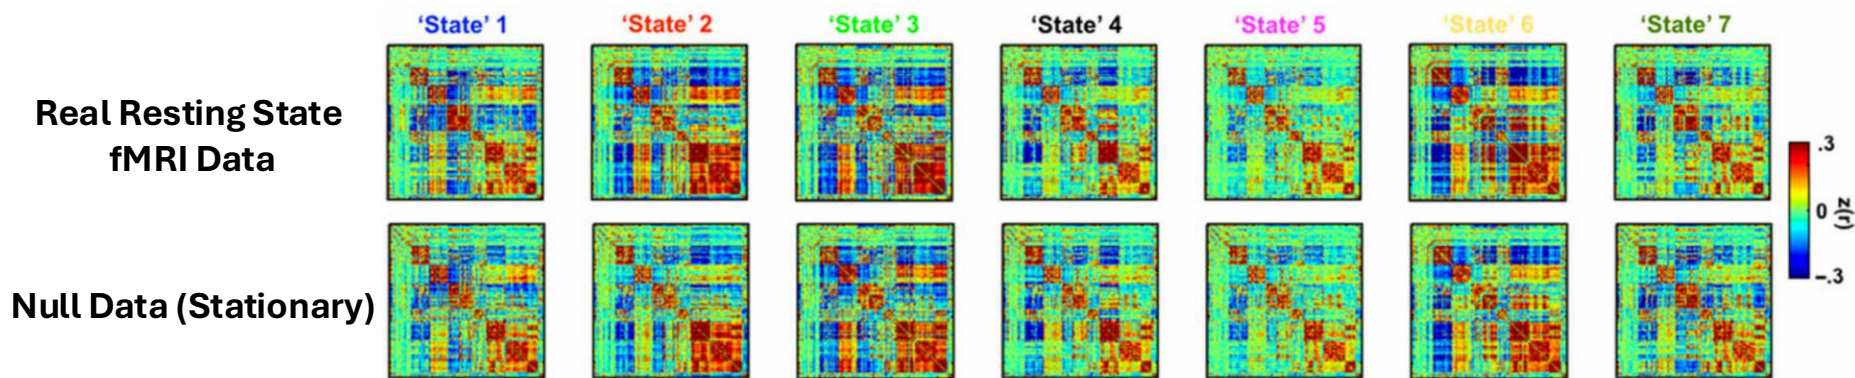 ‘State’ 1 ‘State’ 2 ‘State’ 3 ‘State’ 4 ‘State’ 5 ‘State’ 6 ‘State’ 7
Real Resting State
fMRI Data
Null Data (Stationary)
.3
0
-.3
z(r)